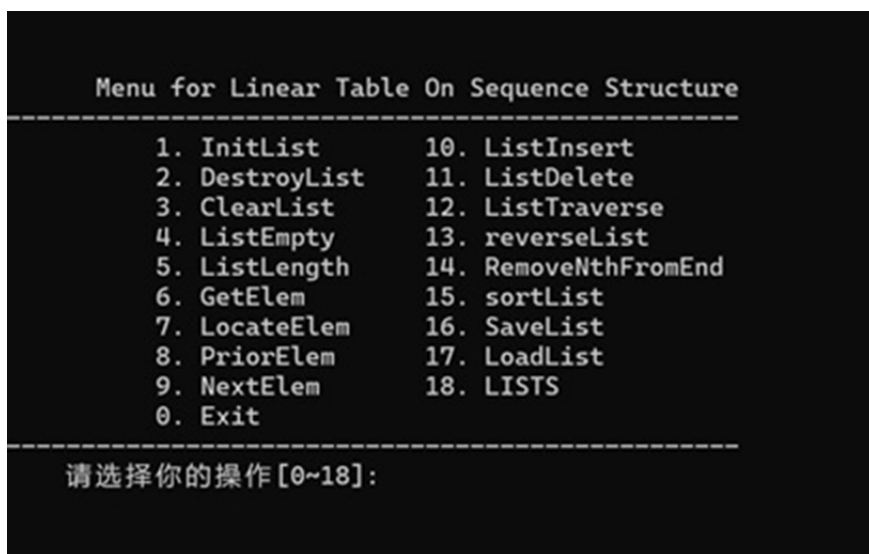 Menu for Linear Table On Sequence Structure
-------------------------------------------------
1. InitList 10. ListInsert
2. DestroyList 11. ListDelete
3. ClearList 12. ListTraverse
4. ListEmpty 13. reverseList
5. ListLength 14. RemoveNthFromEnd
6. GetElem 15. sortList
7. LocateElem 16. SaveList
8. PriorElem 17. LoadList
9. NextElem 18. LISTS
0. Exit
-------------------------------------------------
请选择你的操作[0~18]: